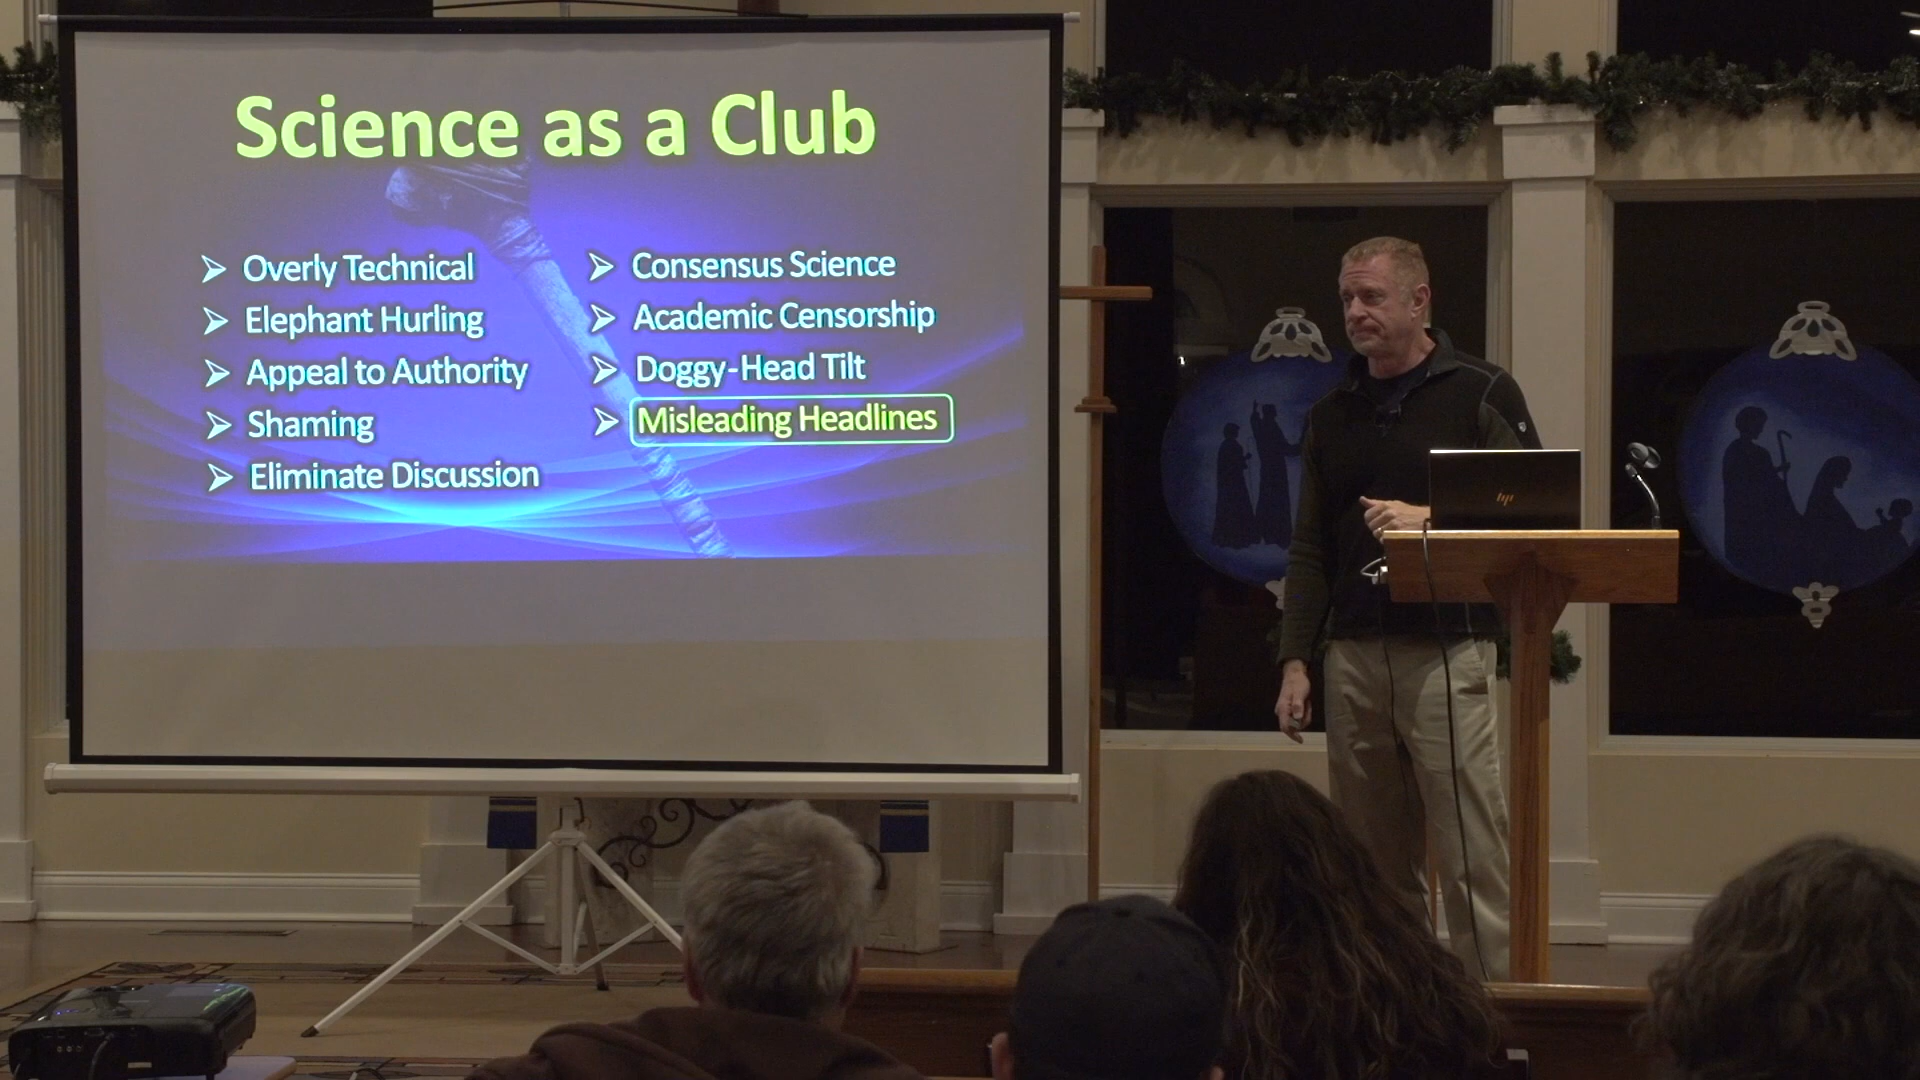 Science as a Club
Overly Technical
Elephant Hurling
Appeal to Authority
Shaming
Eliminate Discussion
Consensus Science
Academic Censorship
Doggy-Head Tilt
Misleading Headlines
hp